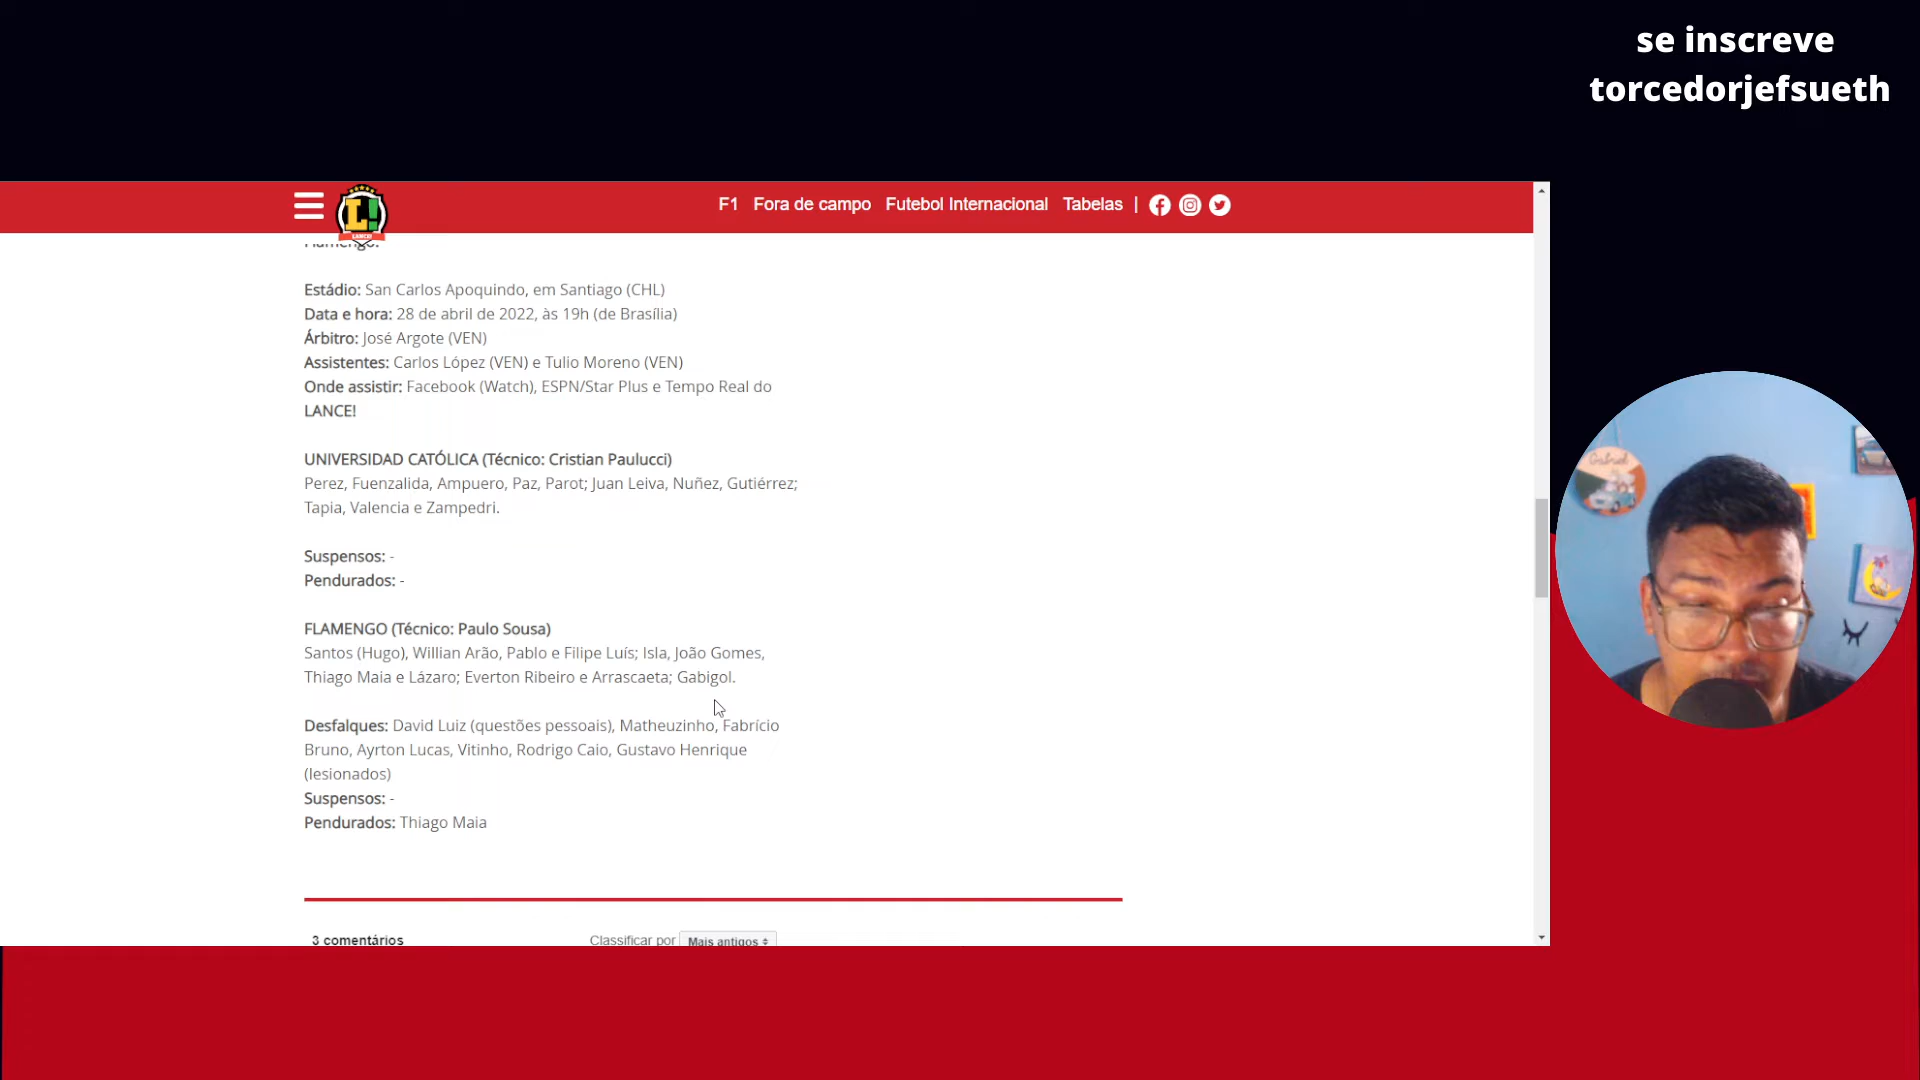 se inscreve
torcedorjefsueth
F1 Fora de campo Futebol Internacional Tabelas |
L!
LANCE!
Flamengo.
Estádio: San Carlos Apoquindo, em Santiago (CHL)
Data e hora: 28 de abril de 2022, às 19h (de Brasília)
Árbitro: José Argote (VEN)
Assistentes: Carlos López (VEN) e Tulio Moreno (VEN)
Onde assistir: Facebook (Watch), ESPN/Star Plus e Tempo Real do
LANCE!
UNIVERSIDAD CATÓLICA (Técnico: Cristian Paulucci)
Perez, Fuenzalida, Ampuero, Paz, Parot; Juan Leiva, Nuñez, Gutiérrez;
Tapia, Valencia e Zampedri.
Suspensos: -
Pendurados: -
FLAMENGO (Técnico: Paulo Sousa)
Santos (Hugo), Willian Arão, Pablo e Filipe Luís; Isla, João Gomes,
Thiago Maia e Lázaro; Everton Ribeiro e Arrascaeta; Gabigol.
Desfalques: David Luiz (questões pessoais), Matheuzinho, Fabrício
Bruno, Ayrton Lucas, Vitinho, Rodrigo Caio, Gustavo Henrique
(lesionados)
Suspensos: -
Pendurados: Thiago Maia
3 comentários
Classificar por Mais antigos
Gabriel